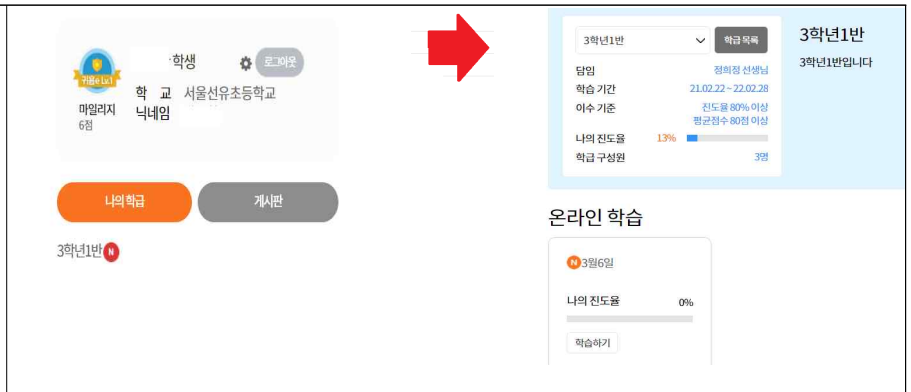 학생
로그아웃
커플e Lv.1
학 교 서울선유초등학교
마일리지
닉네임
6점
나의학급
게시판
3학년1반 N
3학년1반
학급 목록
담임 정희정 선생님
학습 기간 21.02.22 ~ 22.02.28
이수 기준 진도율 80% 이상
평균점수 80점 이상
나의 진도율 13%
학급 구성원 3명
3학년1반
3학년1반입니다
온라인 학습
N 3월6일
나의 진도율 0%
학습하기